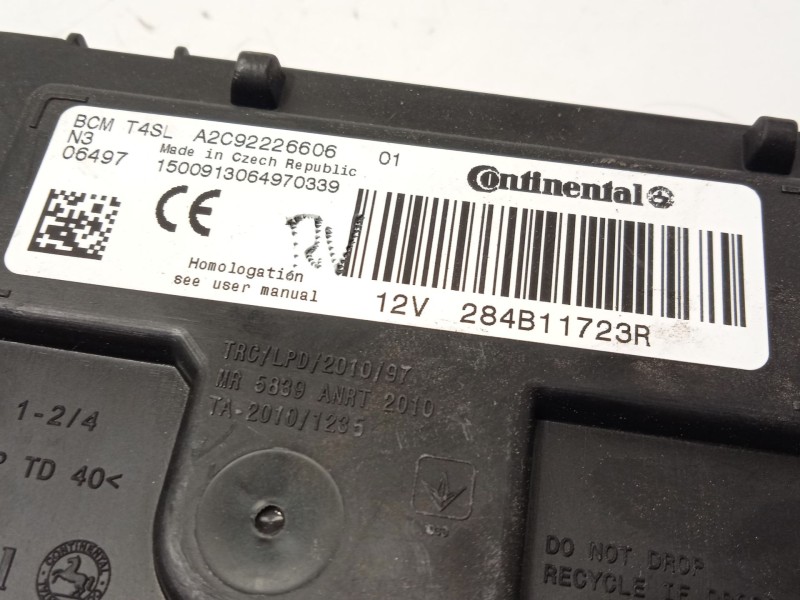 BCM T4SL A2C92226606 01
N3 Made in Czech Republic
06497 1500913064970339
Continental
CE
Homologation
see user manual
12V 284B11723R
TRC/LPD/2010/97
MR 5839 ANRT 2010
TA-2010/1235
1-2/4
P TD 40<
CONTINENTAL
DO NOT DROP
RECYCLE IF